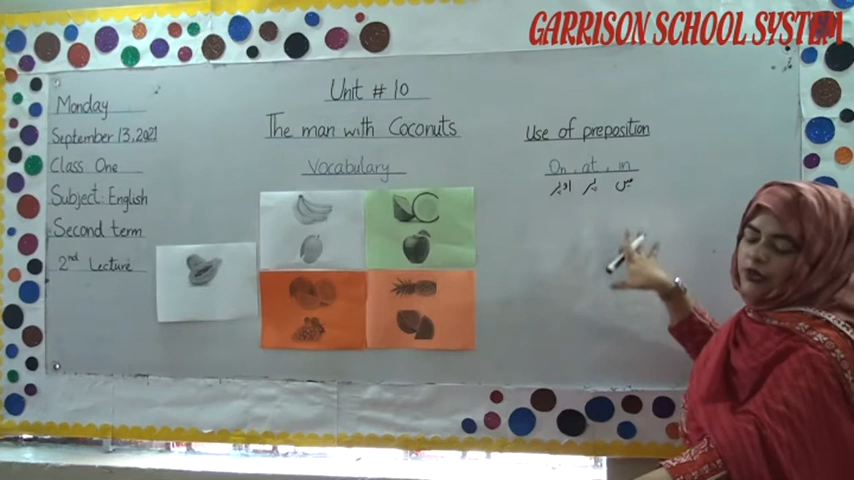 GARRISON SCHOOL SYSTEM
Monday
September 13, 2021
Class One
Subject: English
Second term
2nd Lecture
Unit # 10
The man with Coconuts
Vocabulary
Use of preposition
On , at , in
میں پر اوپر